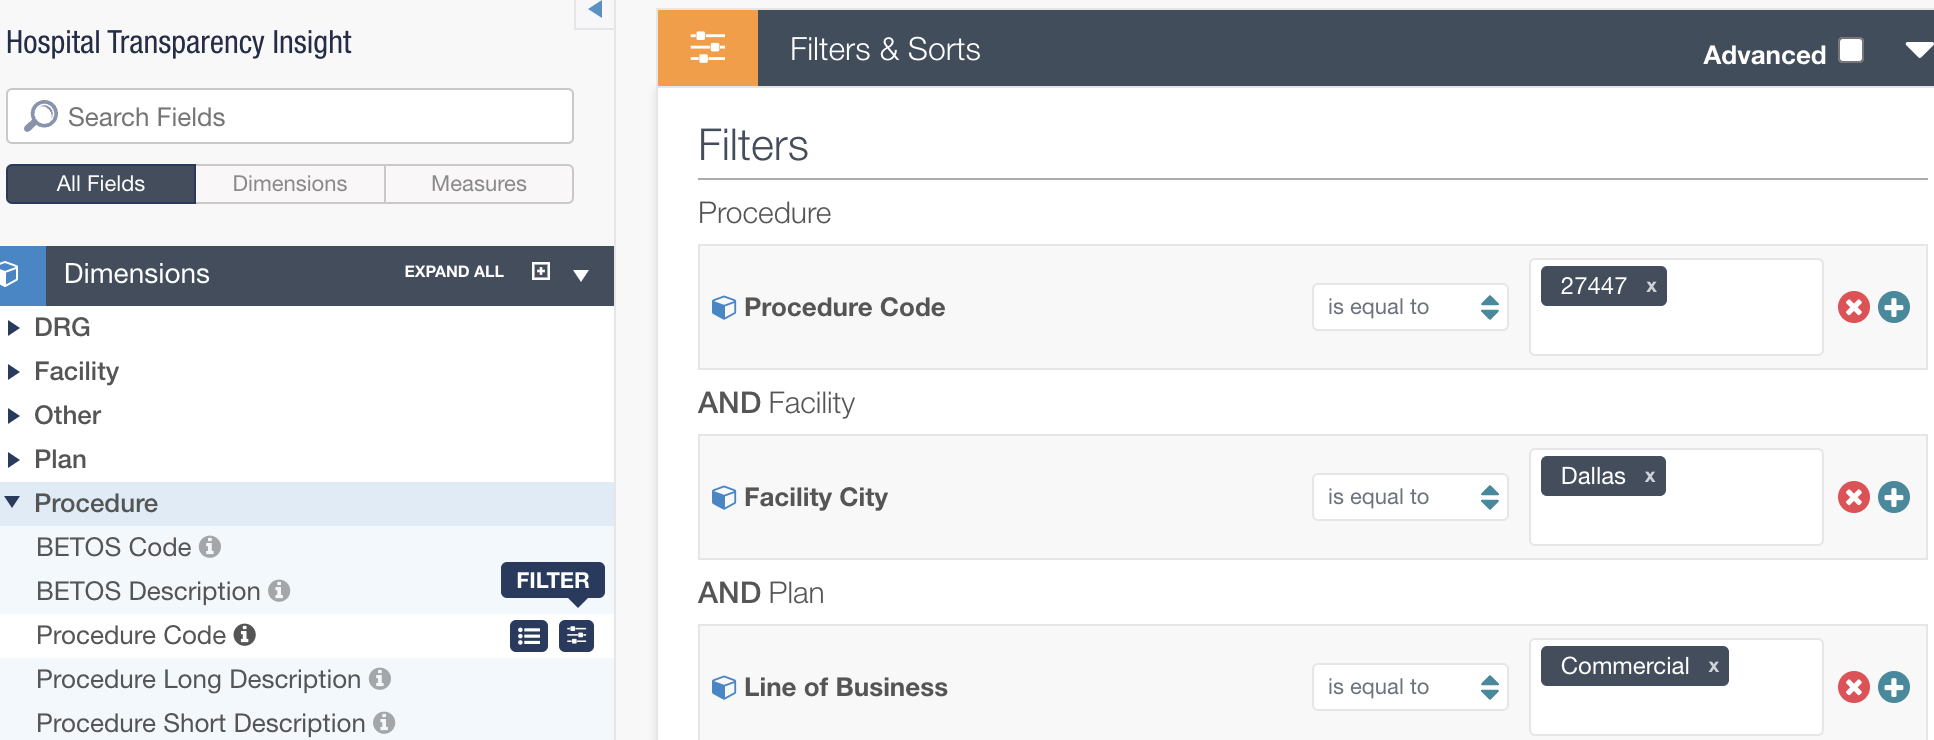 Hospital Transparency Insight
Search Fields
All Fields
Dimensions
Measures
Dimensions
EXPAND ALL
DRG
Facility
Other
Plan
Procedure
BETOS Code
BETOS Description
FILTER
Procedure Code
Procedure Long Description
Procedure Short Description
Filters & Sorts
Advanced
Filters
Procedure
Procedure Code
is equal to
27447 x
AND Facility
Facility City
is equal to
Dallas x
AND Plan
Line of Business
is equal to
Commercial x